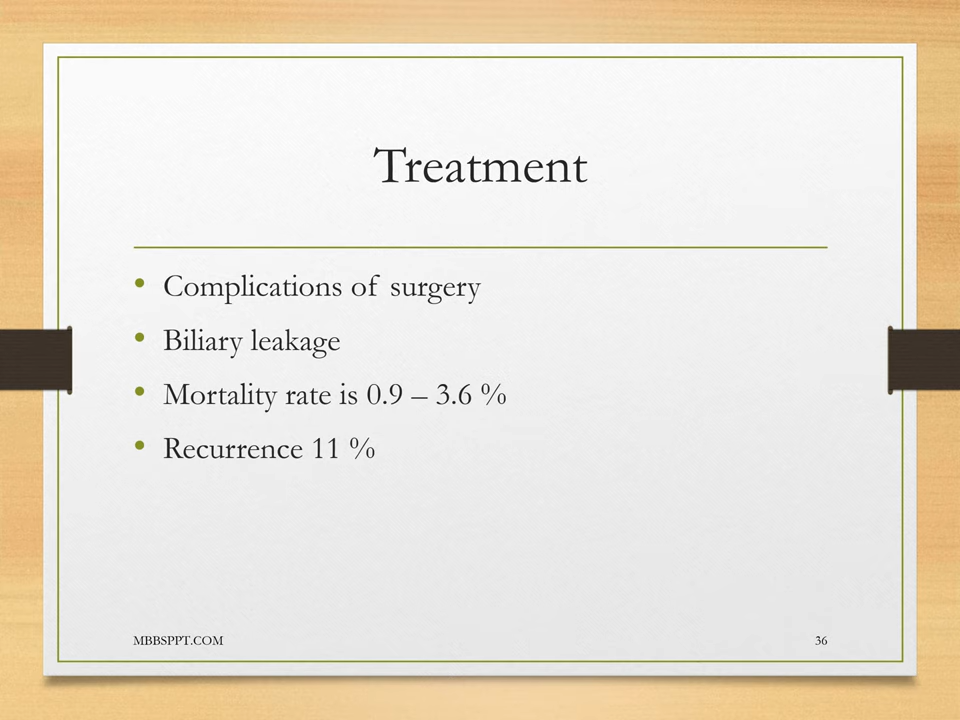 Treatment
• Complications of surgery
• Biliary leakage
• Mortality rate is 0.9 – 3.6 %
• Recurrence 11 %
MBBSPPT.COM
36